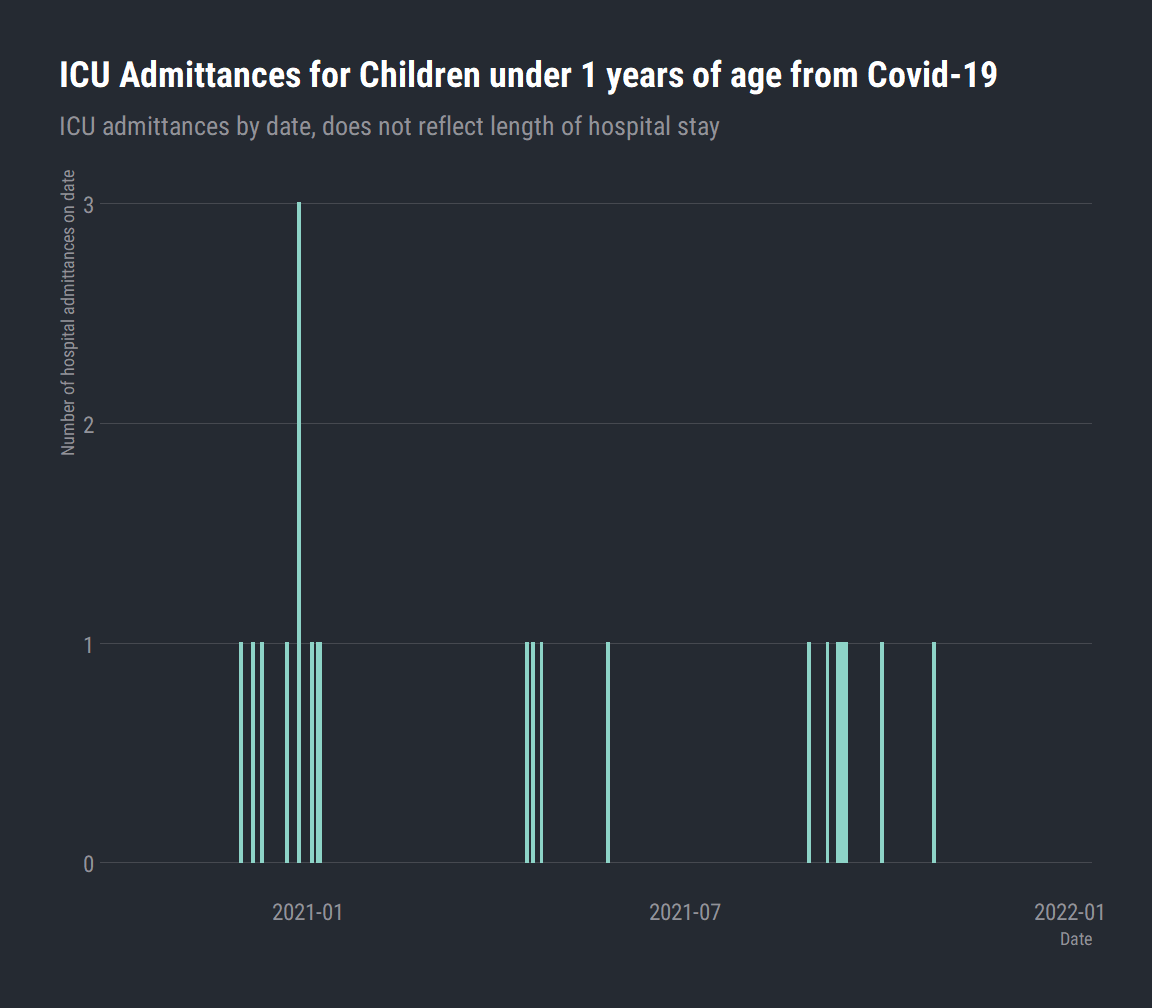 ICU Admittances for Children under 1 years of age from Covid-19
ICU admittances by date, does not reflect length of hospital stay
Number of hospital admittances on date
3
2
1
0
2021-01
2021-07
2022-01
Date